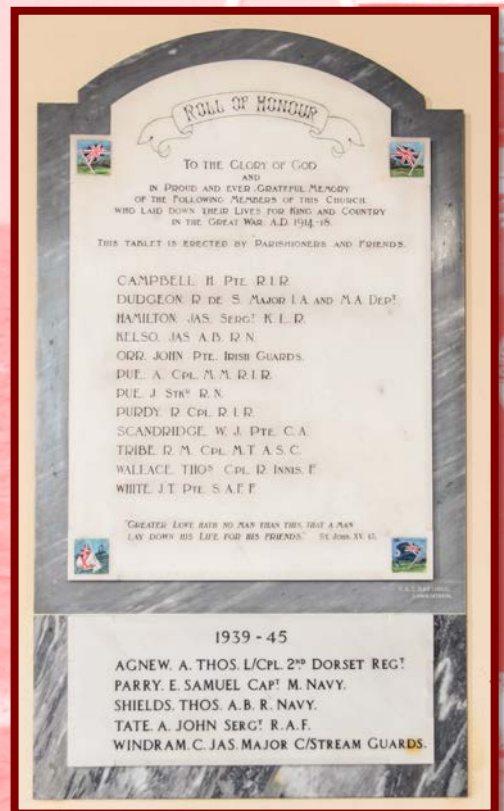 ROLL OF HONOUR
TO THE GLORY OF GOD
AND
IN PROUD AND EVER GRATEFUL MEMORY
OF THE FOLLOWING MEMBERS OF THIS CHURCH
WHO LAID DOWN THEIR LIVES FOR KING AND COUNTRY
IN THE GREAT WAR. A.D. 1914-18.
THIS TABLET IS ERECTED BY PARISHIONERS AND FRIENDS.
CAMPBELL. H. PTE. R.I.R.
DUDGEON. R. DE S. MAJOR I.A. AND M.A. DEPT.
HAMILTON. JAS. SERGT. K.L.R.
KELSO. JAS. A.B. R.N.
ORR. JOHN PTE. IRISH GUARDS.
PUE. A. CPL. M.M. R.I.R.
PUE. J. STKR. R.N.
PURDY. R. CPL. R.I.R.
SCANDRIDGE. W. J. PTE. C.A.
TRIBE. R. M. CPL. M.T. A.S.C.
WALLACE. THOS. CPL. R. INNIS. F.
WHITE. J.T. PTE. S.A.E.F.
"GREATER LOVE HATH NO MAN THAN THIS, THAT A MAN
LAY DOWN HIS LIFE FOR HIS FRIENDS." ST. JOHN. XV. 13.
1939-45
AGNEW. A. THOS. L/CPL. 2ND DORSET REGT.
PARRY. E. SAMUEL CAPT. M. NAVY.
SHIELDS. THOS. A.B. R. NAVY.
TATE. A. JOHN SERGT. R.A.F.
WINDRAM. C. JAS. MAJOR C/STREAM GUARDS.